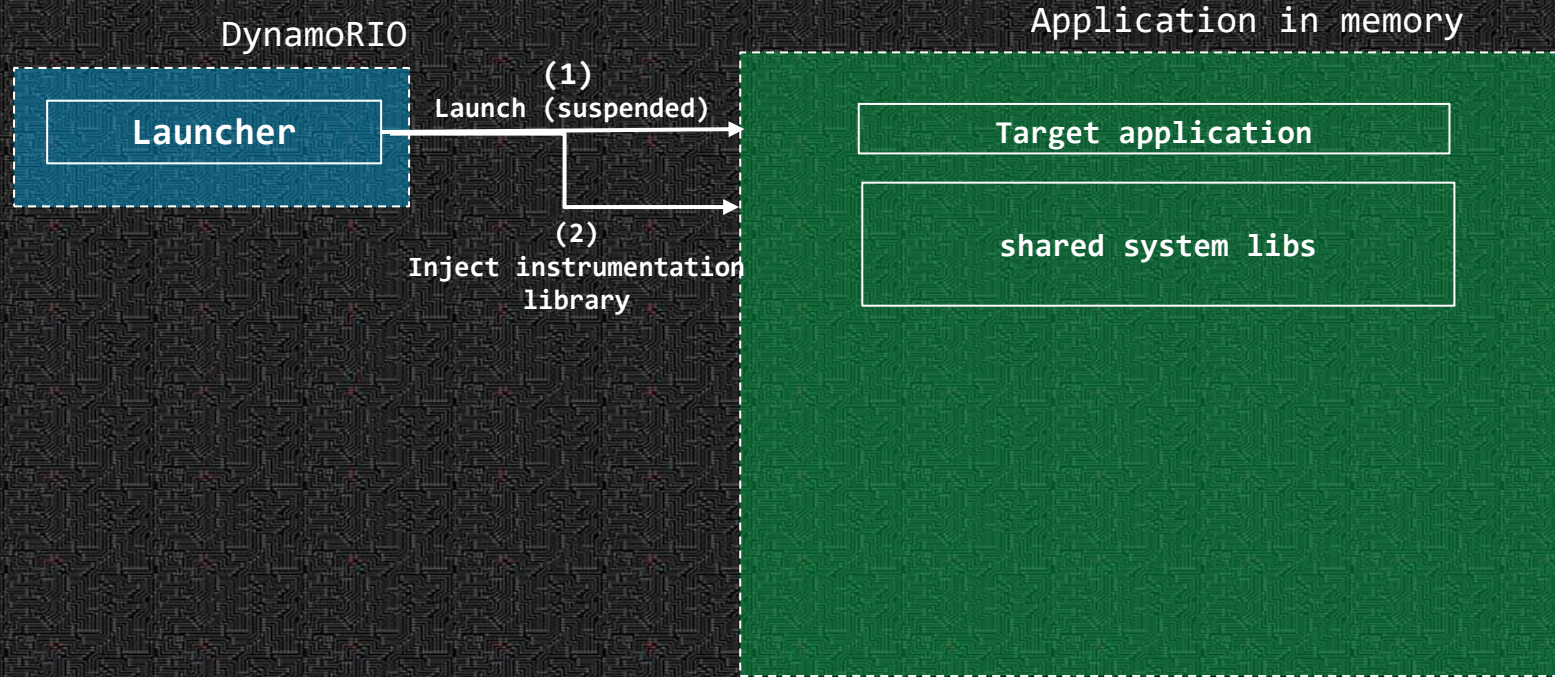 DynamoRIO
Application in memory
Launcher
(1)
Launch (suspended)
(2)
Inject instrumentation
library
Target application
shared system libs